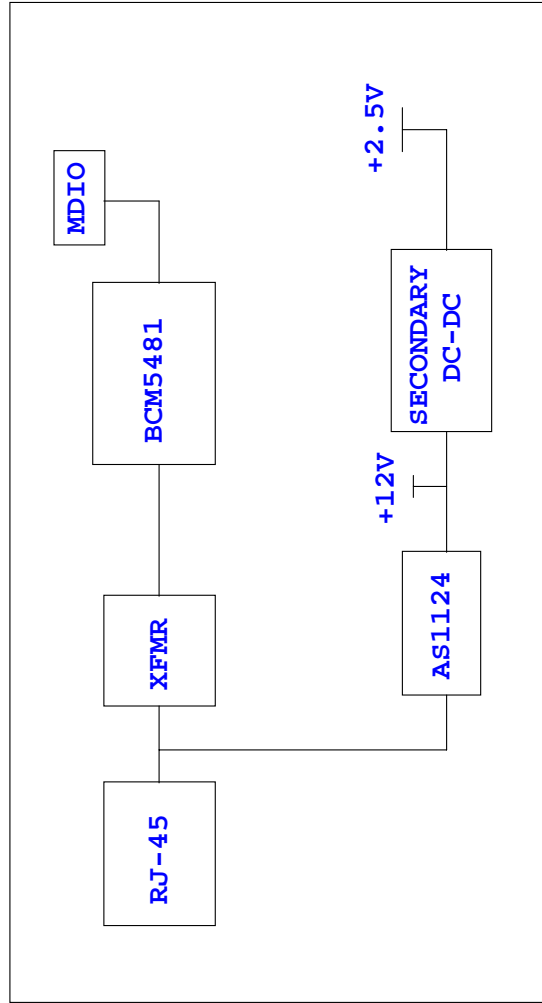 RJ-45
XFMR
BCM5481
MDIO
AS1124
+12V
SECONDARY
DC-DC
+2.5V